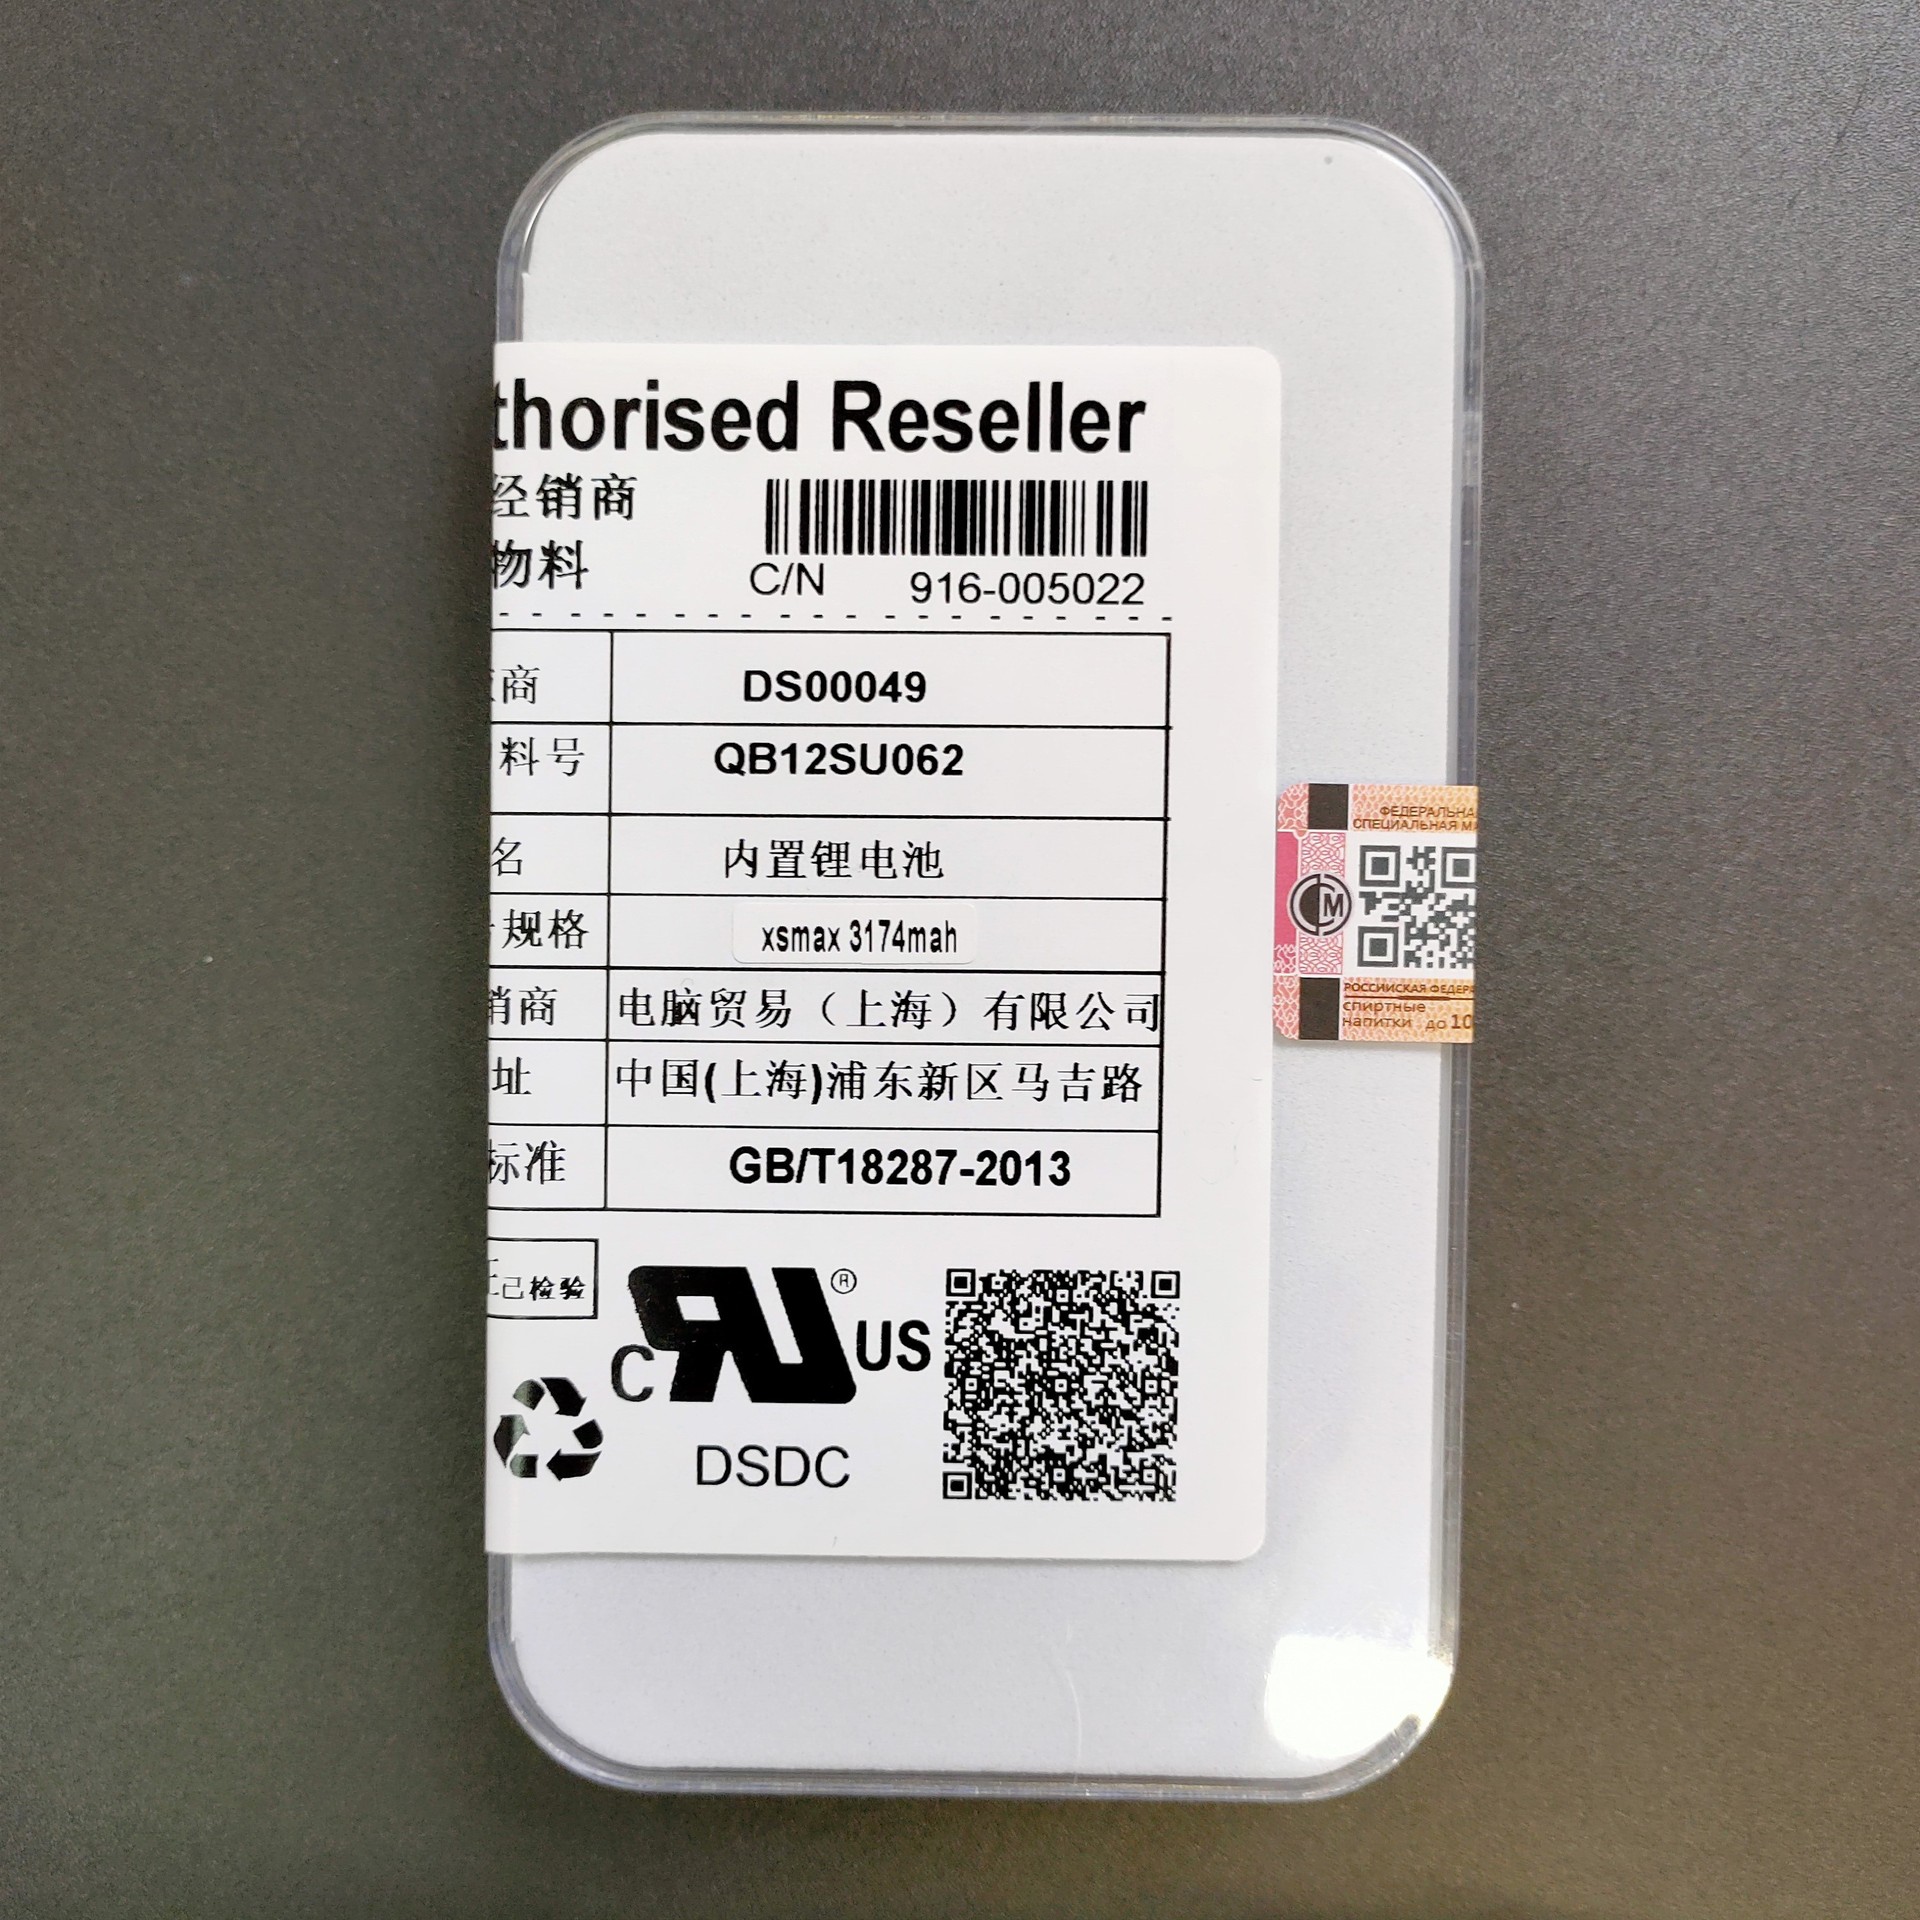 thorised Reseller
经销商
物料
C/N 916-005022
商 DS00049
料号 QB12SU062
名 内置锂电池
规格 xsmax 3174mah
销商 电脑贸易（上海）有限公司
址 中国(上海)浦东新区马吉路
标准 GB/T18287-2013
己检验
C RU ® US
DSDC
ФЕДЕРАЛЬНА
СПЕЦИАЛЬНАЯ М
РОССИЙСКАЯ ФЕДЕР
спиртные
напитки до 10